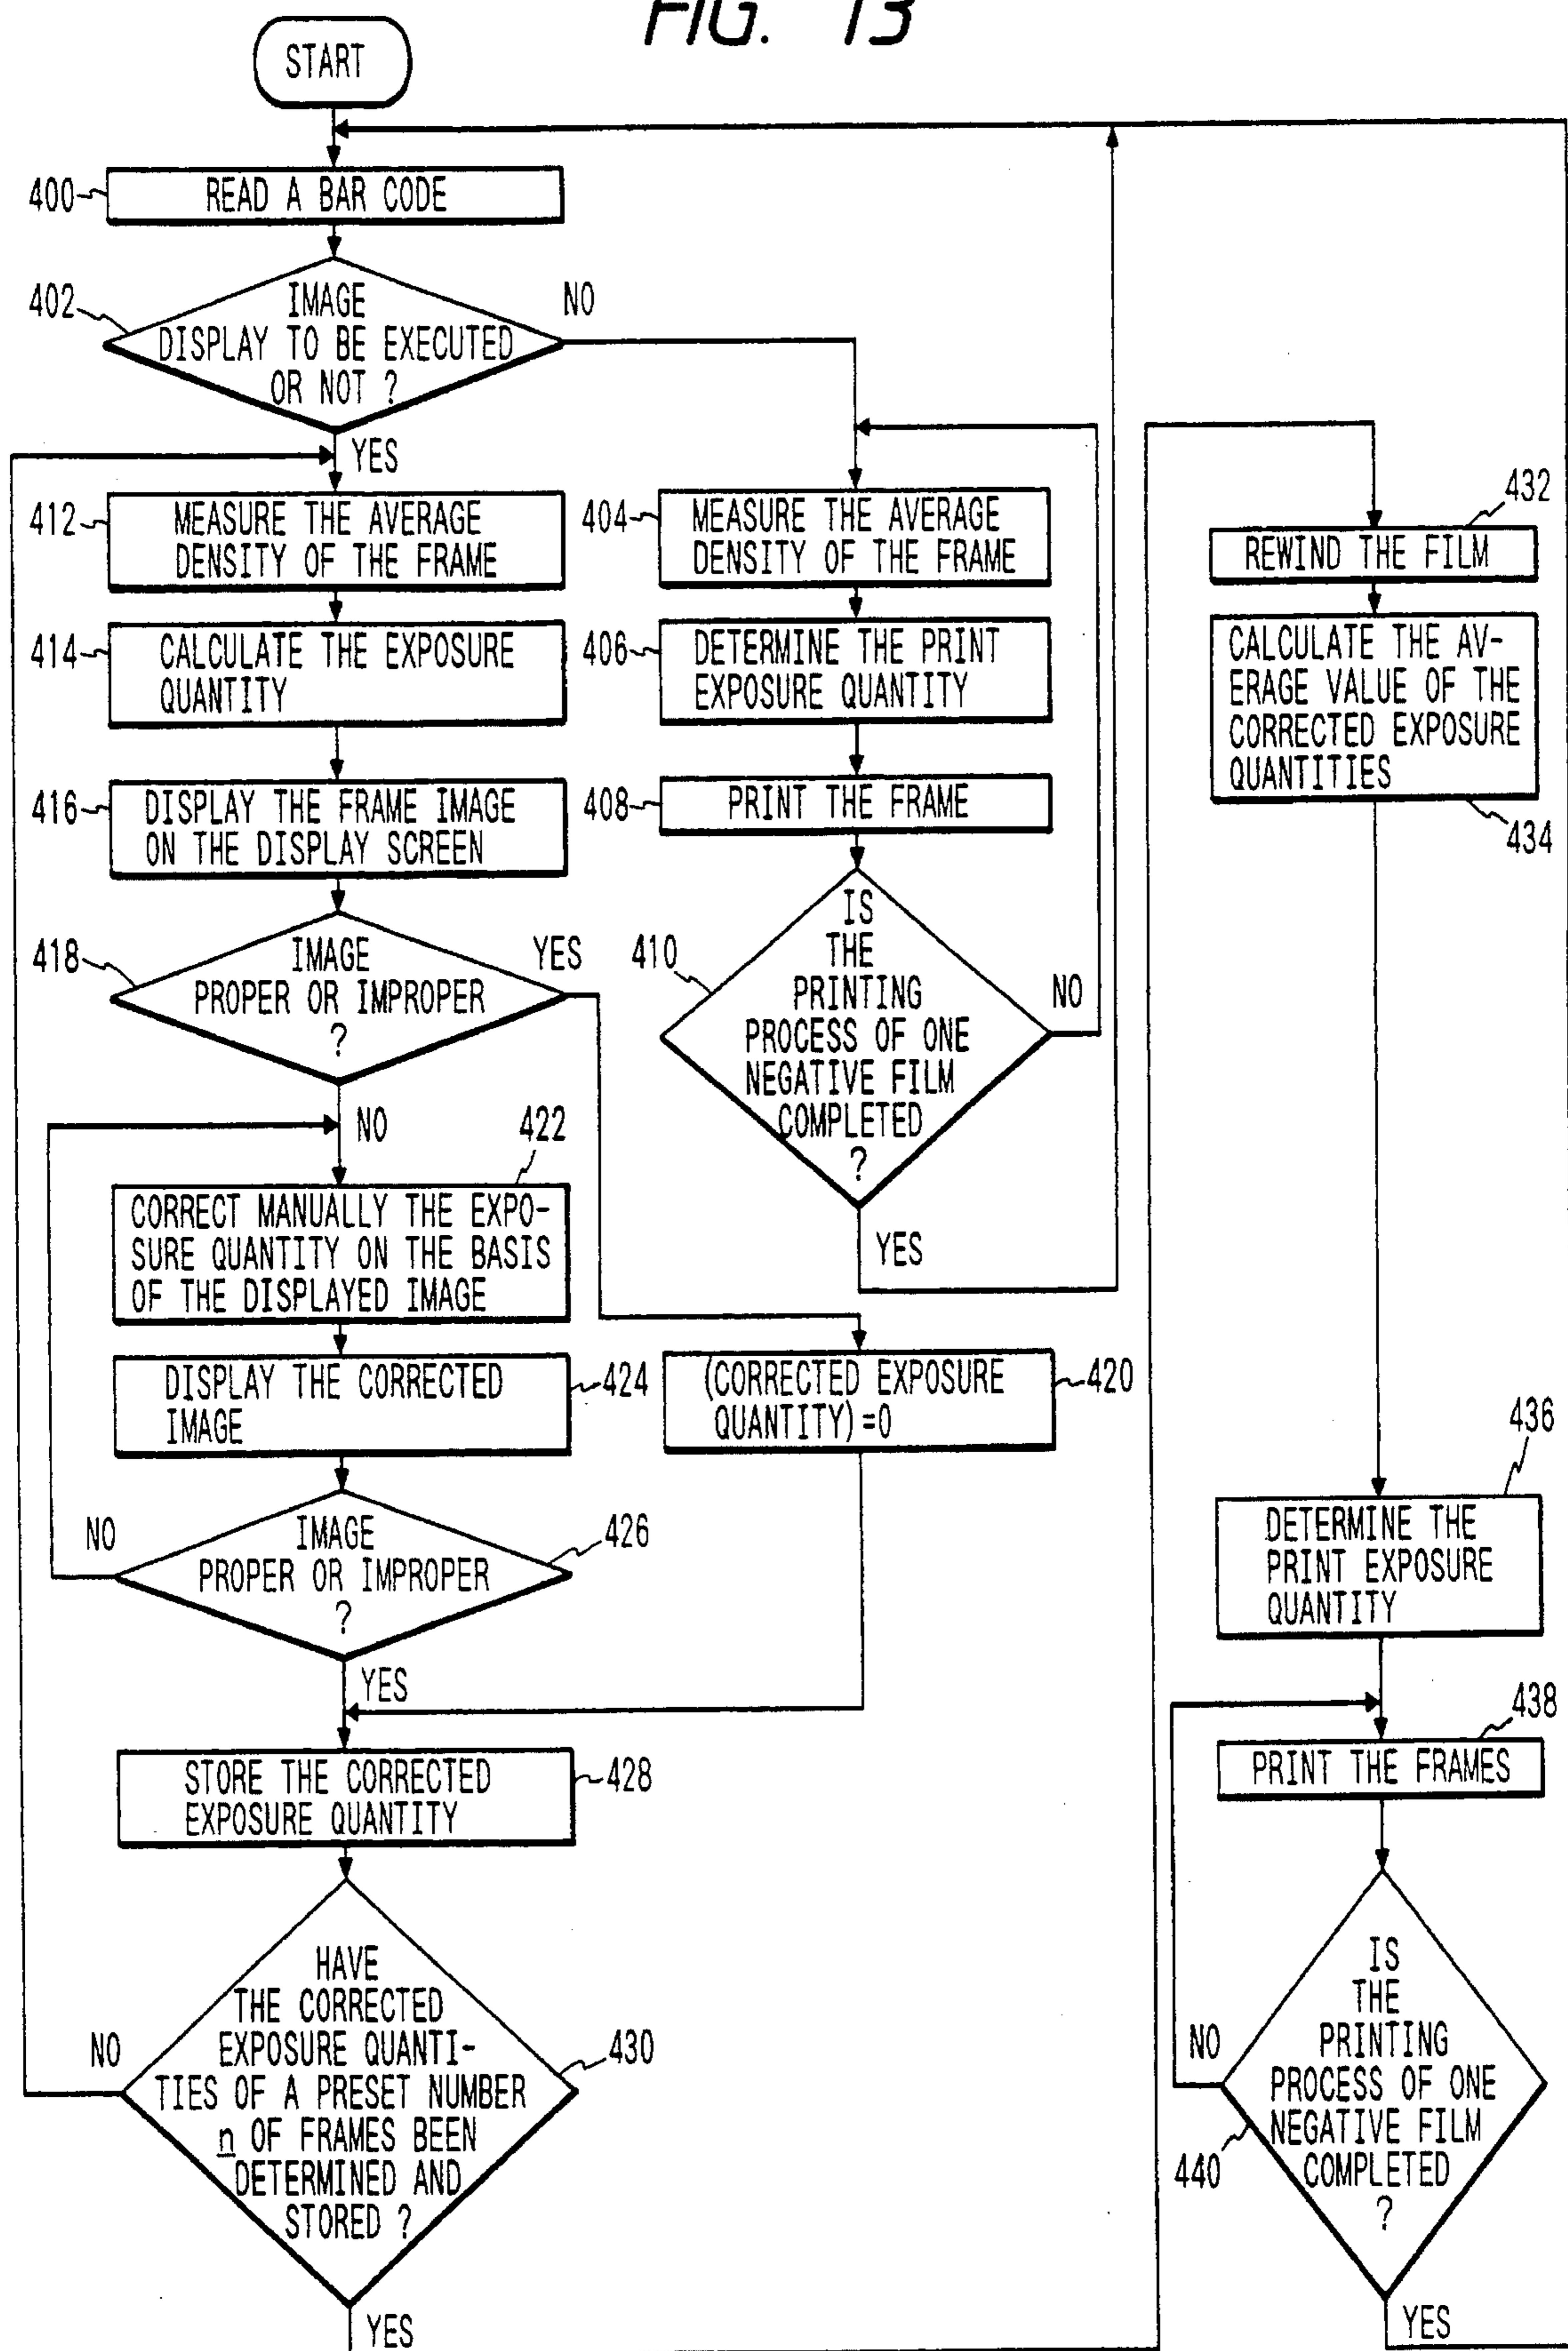 FIG. 13
START
400
READ A BAR CODE
402
IMAGE
DISPLAY TO BE EXECUTED
OR NOT ?
NO
YES
412
MEASURE THE AVERAGE
DENSITY OF THE FRAME
414
CALCULATE THE EXPOSURE
QUANTITY
416
DISPLAY THE FRAME IMAGE
ON THE DISPLAY SCREEN
418
IMAGE
PROPER OR IMPROPER
?
YES
NO
422
CORRECT MANUALLY THE EXPO-
SURE QUANTITY ON THE BASIS
OF THE DISPLAYED IMAGE
DISPLAY THE CORRECTED
IMAGE
424
NO
IMAGE
PROPER OR IMPROPER
?
426
YES
STORE THE CORRECTED
EXPOSURE QUANTITY
428
NO
HAVE
THE CORRECTED
EXPOSURE QUANTI-
TIES OF A PRESET NUMBER
n OF FRAMES BEEN
DETERMINED AND
STORED ?
430
YES
404
MEASURE THE AVERAGE
DENSITY OF THE FRAME
406
DETERMINE THE PRINT
EXPOSURE QUANTITY
408
PRINT THE FRAME
410
IS
THE
PRINTING
PROCESS OF ONE
NEGATIVE FILM
COMPLETED
?
NO
YES
(CORRECTED EXPOSURE
QUANTITY)=0
420
432
REWIND THE FILM
CALCULATE THE AV-
ERAGE VALUE OF THE
CORRECTED EXPOSURE
QUANTITIES
434
436
DETERMINE THE
PRINT EXPOSURE
QUANTITY
438
PRINT THE FRAMES
NO
IS
THE
PRINTING
PROCESS OF ONE
NEGATIVE FILM
COMPLETED
?
440
YES